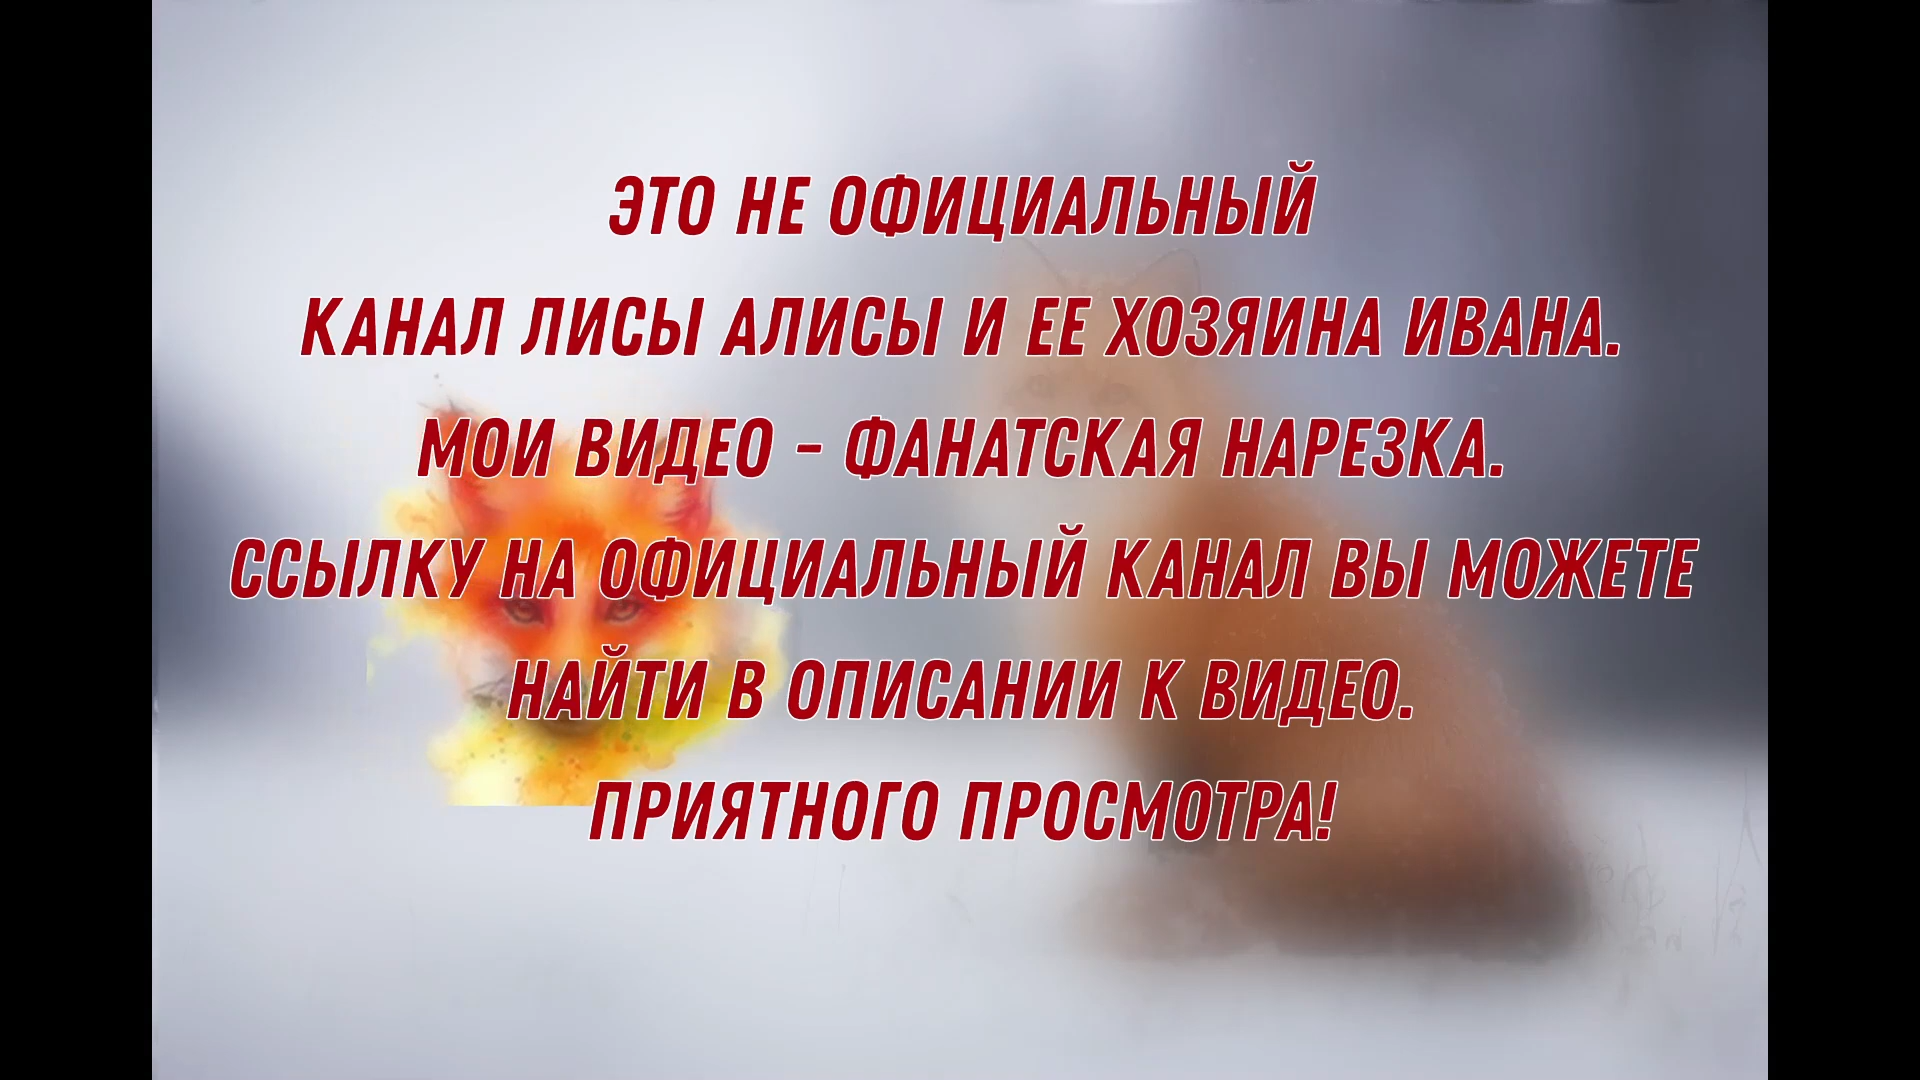 ЭТО НЕ ОФИЦИАЛЬНЫЙ
КАНАЛ ЛИСЫ АЛИСЫ И ЕЕ ХОЗЯИНА ИВАНА.
МОИ ВИДЕО - ФАНАТСКАЯ НАРЕЗКА.
ССЫЛКУ НА ОФИЦИАЛЬНЫЙ КАНАЛ ВЫ МОЖЕТЕ
НАЙТИ В ОПИСАНИИ К ВИДЕО.
ПРИЯТНОГО ПРОСМОТРА!